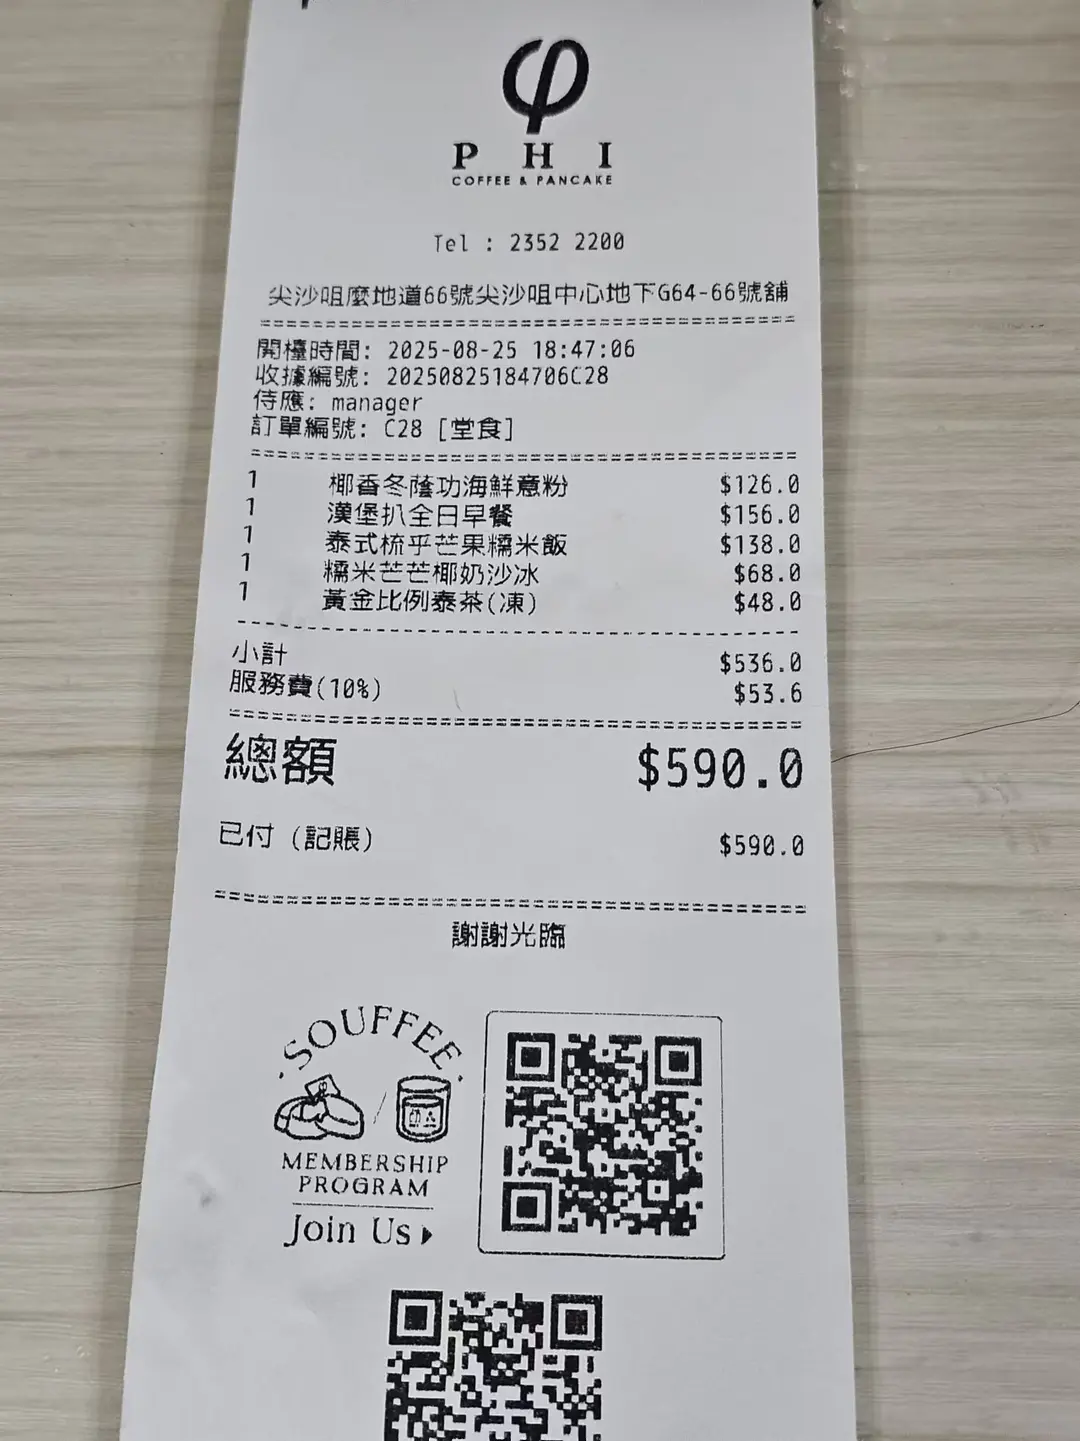 φ
PHI
COFFEE & PANCAKE
Tel : 2352 2200
尖沙咀麼地道66號尖沙咀中心地下G64-66號舖
開檯時間: 2025-08-25 18:47:06
收據編號: 20250825184706C28
侍應: manager
訂單編號: C28 [堂食]
1 椰香冬蔭功海鮮意粉 $126.0
1 漢堡扒全日早餐 $156.0
1 泰式梳乎芒果糯米飯 $138.0
1 糯米芒芒椰奶沙冰 $68.0
1 黃金比例泰茶(凍) $48.0
小計 $536.0
服務費(10%) $53.6
總額 $590.0
已付 (記賬) $590.0
謝謝光臨
SOUFFEE
MEMBERSHIP
PROGRAM
Join Us